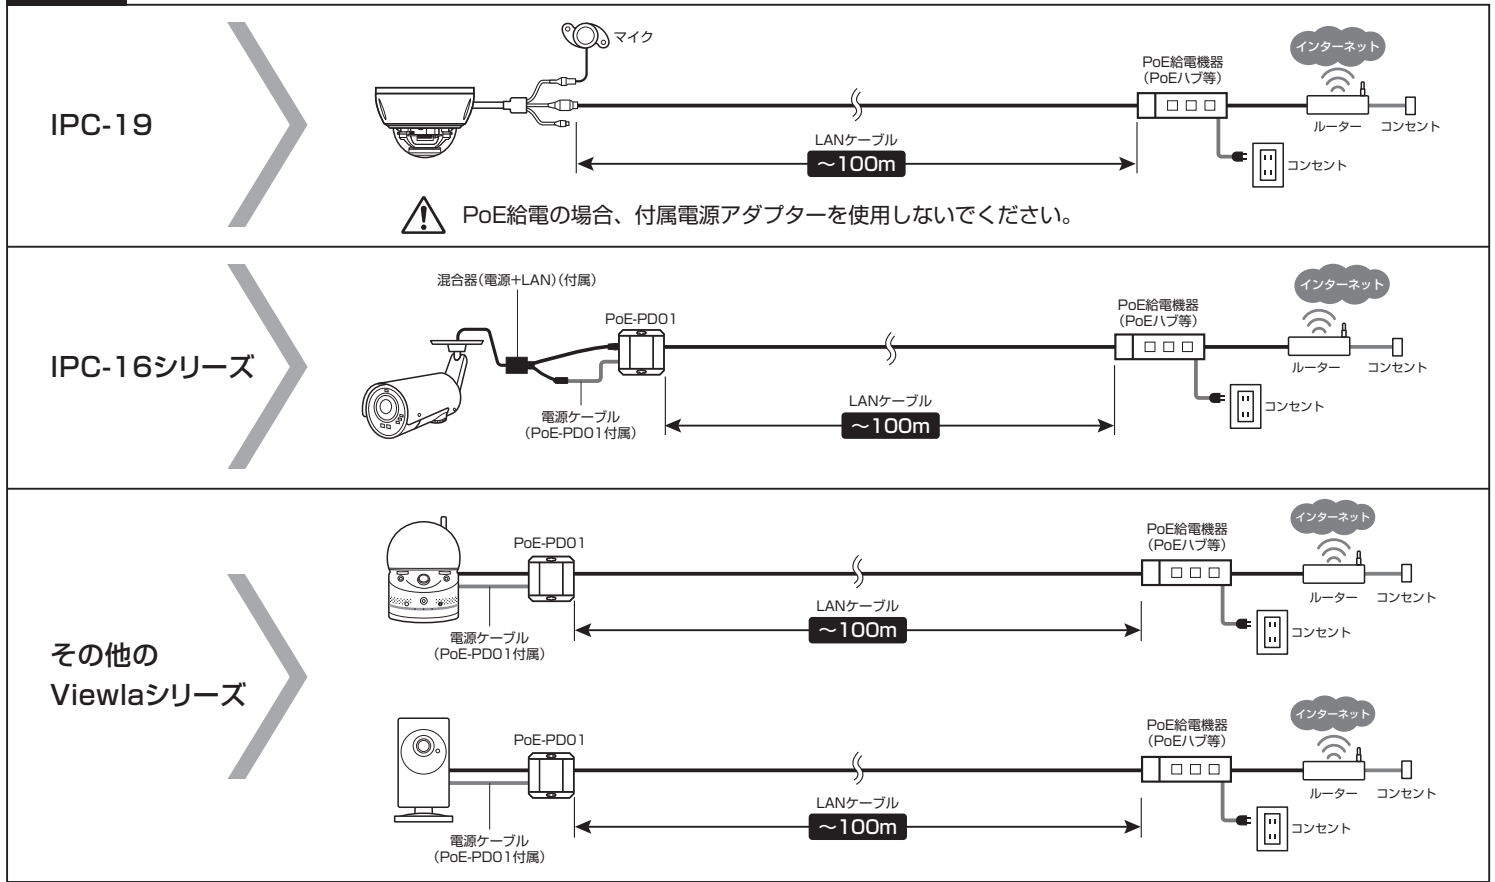 IPC-19
マイク
LANケーブル
～100m
PoE給電機器
(PoEハブ等)
インターネット
ルーター
コンセント
コンセント
PoE給電の場合、付属電源アダプターを使用しないでください。
IPC-16シリーズ
混合器(電源+LAN)(付属)
PoE-PD01
電源ケーブル
(PoE-PD01付属)
LANケーブル
～100m
PoE給電機器
(PoEハブ等)
インターネット
ルーター
コンセント
コンセント
その他の
Viewlaシリーズ
PoE-PD01
電源ケーブル
(PoE-PD01付属)
LANケーブル
～100m
PoE給電機器
(PoEハブ等)
インターネット
ルーター
コンセント
コンセント
PoE-PD01
電源ケーブル
(PoE-PD01付属)
LANケーブル
～100m
PoE給電機器
(PoEハブ等)
インターネット
ルーター
コンセント
コンセント